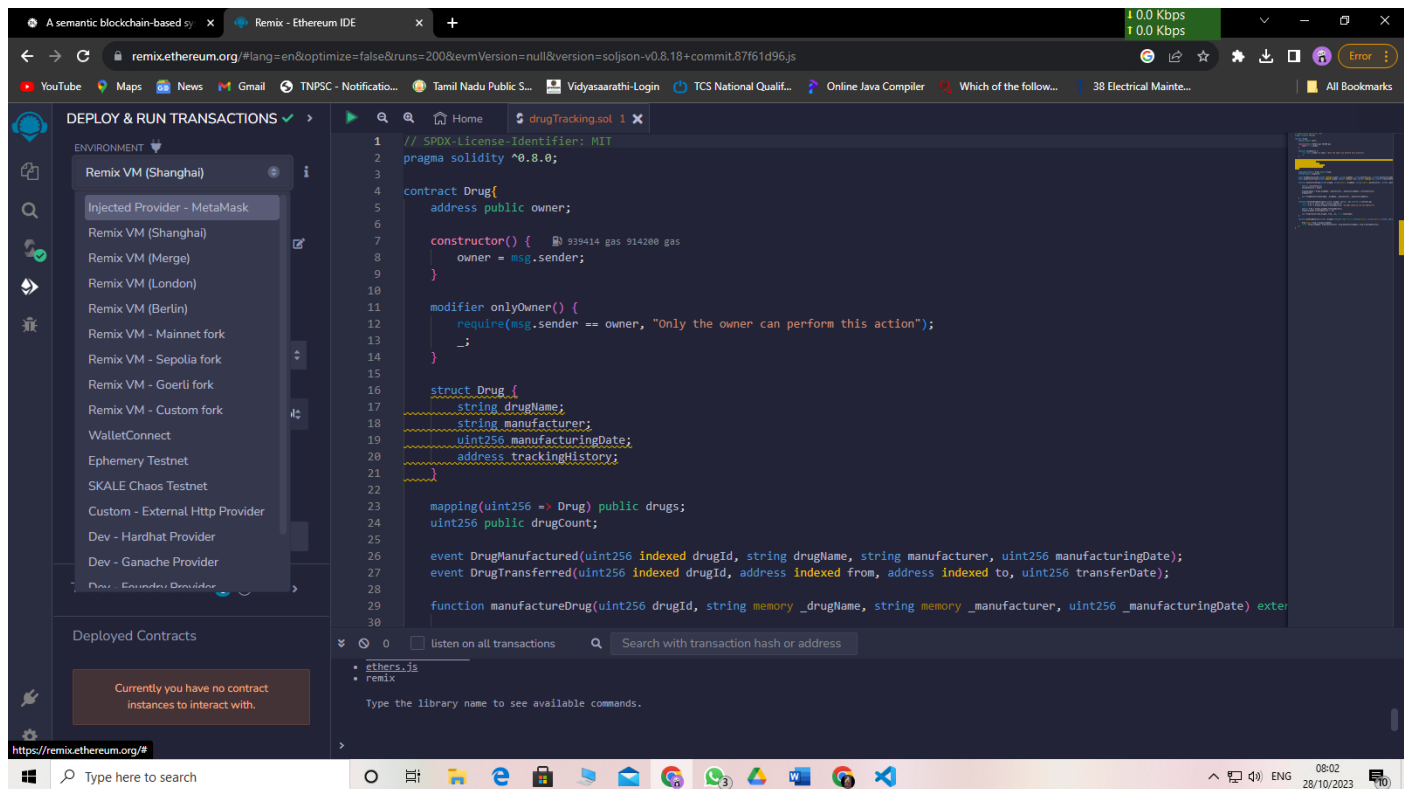 A semantic blockchain-based sy
Remix - Ethereum IDE
0.0 Kbps
0.0 Kbps
remix.ethereum.org/#lang=en&optimize=false&runs=200&evmVersion=null&version=soljson-v0.8.18+commit.87f61d96.js
Error
YouTube
Maps
News
Gmail
TNPSC - Notificatio...
Tamil Nadu Public S...
Vidyasaarathi-Login
TCS National Qualif...
Online Java Compiler
Which of the follow...
38 Electrical Mainte...
All Bookmarks
DEPLOY & RUN TRANSACTIONS
ENVIRONMENT
Remix VM (Shanghai)
Injected Provider - MetaMask
Remix VM (Shanghai)
Remix VM (Merge)
Remix VM (London)
Remix VM (Berlin)
Remix VM - Mainnet fork
Remix VM - Sepolia fork
Remix VM - Goerli fork
Remix VM - Custom fork
WalletConnect
Ephemery Testnet
SKALE Chaos Testnet
Custom - External Http Provider
Dev - Hardhat Provider
Dev - Ganache Provider
Dev - Foundry Provider
Deployed Contracts
Currently you have no contract
instances to interact with.
https://remix.ethereum.org/#
Home
drugTracking.sol 1
1 // SPDX-License-Identifier: MIT
2 pragma solidity ^0.8.0;
3
4 contract Drug{
5 address public owner;
6
7 constructor() { 939414 gas 914200 gas
8 owner = msg.sender;
9 }
10
11 modifier onlyOwner() {
12 require(msg.sender == owner, "Only the owner can perform this action");
13 _;
14 }
15
16 struct Drug {
17 string drugName;
18 string manufacturer;
19 uint256 manufacturingDate;
20 address trackingHistory;
21 }
22
23 mapping(uint256 => Drug) public drugs;
24 uint256 public drugCount;
25
26 event DrugManufactured(uint256 indexed drugId, string drugName, string manufacturer, uint256 manufacturingDate);
27 event DrugTransferred(uint256 indexed drugId, address indexed from, address indexed to, uint256 transferDate);
28
29 function manufactureDrug(uint256 drugId, string memory _drugName, string memory _manufacturer, uint256 _manufacturingDate) exter
30
0
listen on all transactions
Search with transaction hash or address
• ethers.js
• remix
Type the library name to see available commands.
>
Type here to search
3
ENG
08:02
28/10/2023
10